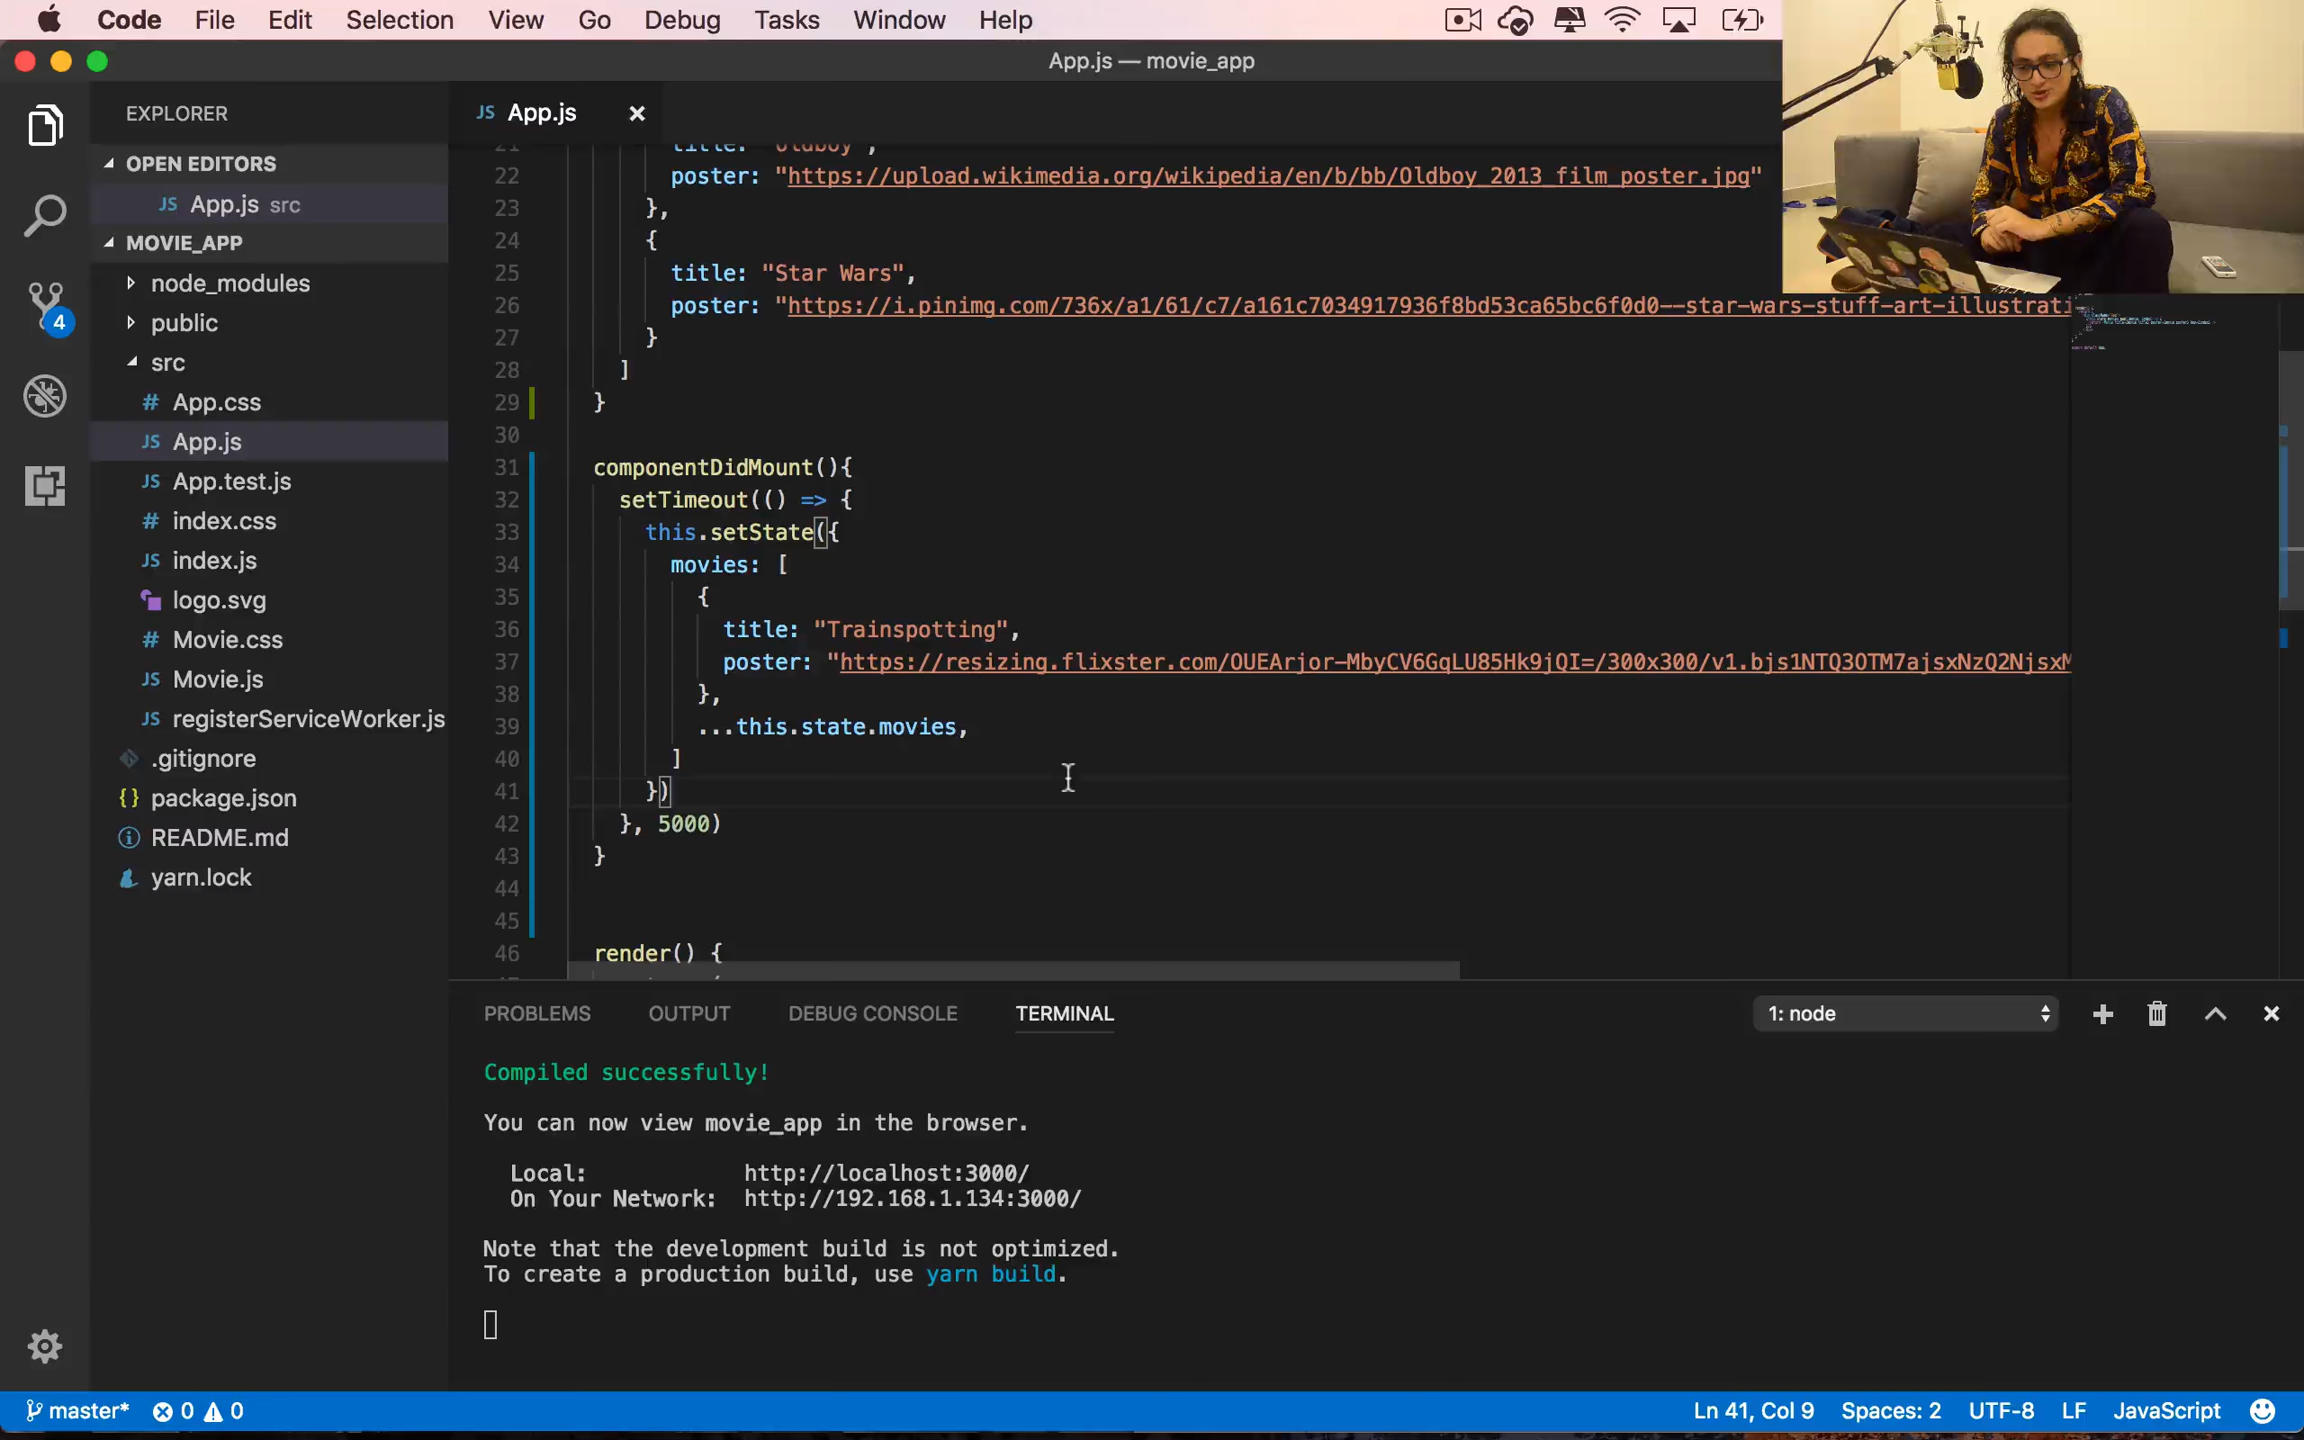 Code File Edit Selection View Go Debug Tasks Window Help
App.js — movie_app
EXPLORER
OPEN EDITORS
JS App.js src
MOVIE_APP
node_modules
public
src
# App.css
JS App.js
JS App.test.js
# index.css
JS index.js
logo.svg
# Movie.css
JS Movie.js
JS registerServiceWorker.js
.gitignore
{} package.json
README.md
yarn.lock
4
JS App.js
21 title: "Oldboy",
22 poster: "https://upload.wikimedia.org/wikipedia/en/b/bb/Oldboy_2013_film_poster.jpg"
23 },
24 {
25 title: "Star Wars",
26 poster: "https://i.pinimg.com/736x/a1/61/c7/a161c7034917936f8bd53ca65bc6f0d0--star-wars-stuff-art-illustrati
27 }
28 ]
29 }
30
31 componentDidMount(){
32 setTimeout(() => {
33 this.setState({
34 movies: [
35 {
36 title: "Trainspotting",
37 poster: "https://resizing.flixster.com/OUEArjor-MbyCV6GqLU85Hk9jQI=/300x300/v1.bjs1NTQ3OTM7ajsxNzQ2NjsxM
38 },
39 ...this.state.movies,
40 ]
41 })
42 }, 5000)
43 }
44
45
46 render() {
PROBLEMS OUTPUT DEBUG CONSOLE TERMINAL 1: node
Compiled successfully!
You can now view movie_app in the browser.
Local: http://localhost:3000/
On Your Network: http://192.168.1.134:3000/
Note that the development build is not optimized.
To create a production build, use yarn build.
master* 0 0 Ln 41, Col 9 Spaces: 2 UTF-8 LF JavaScript